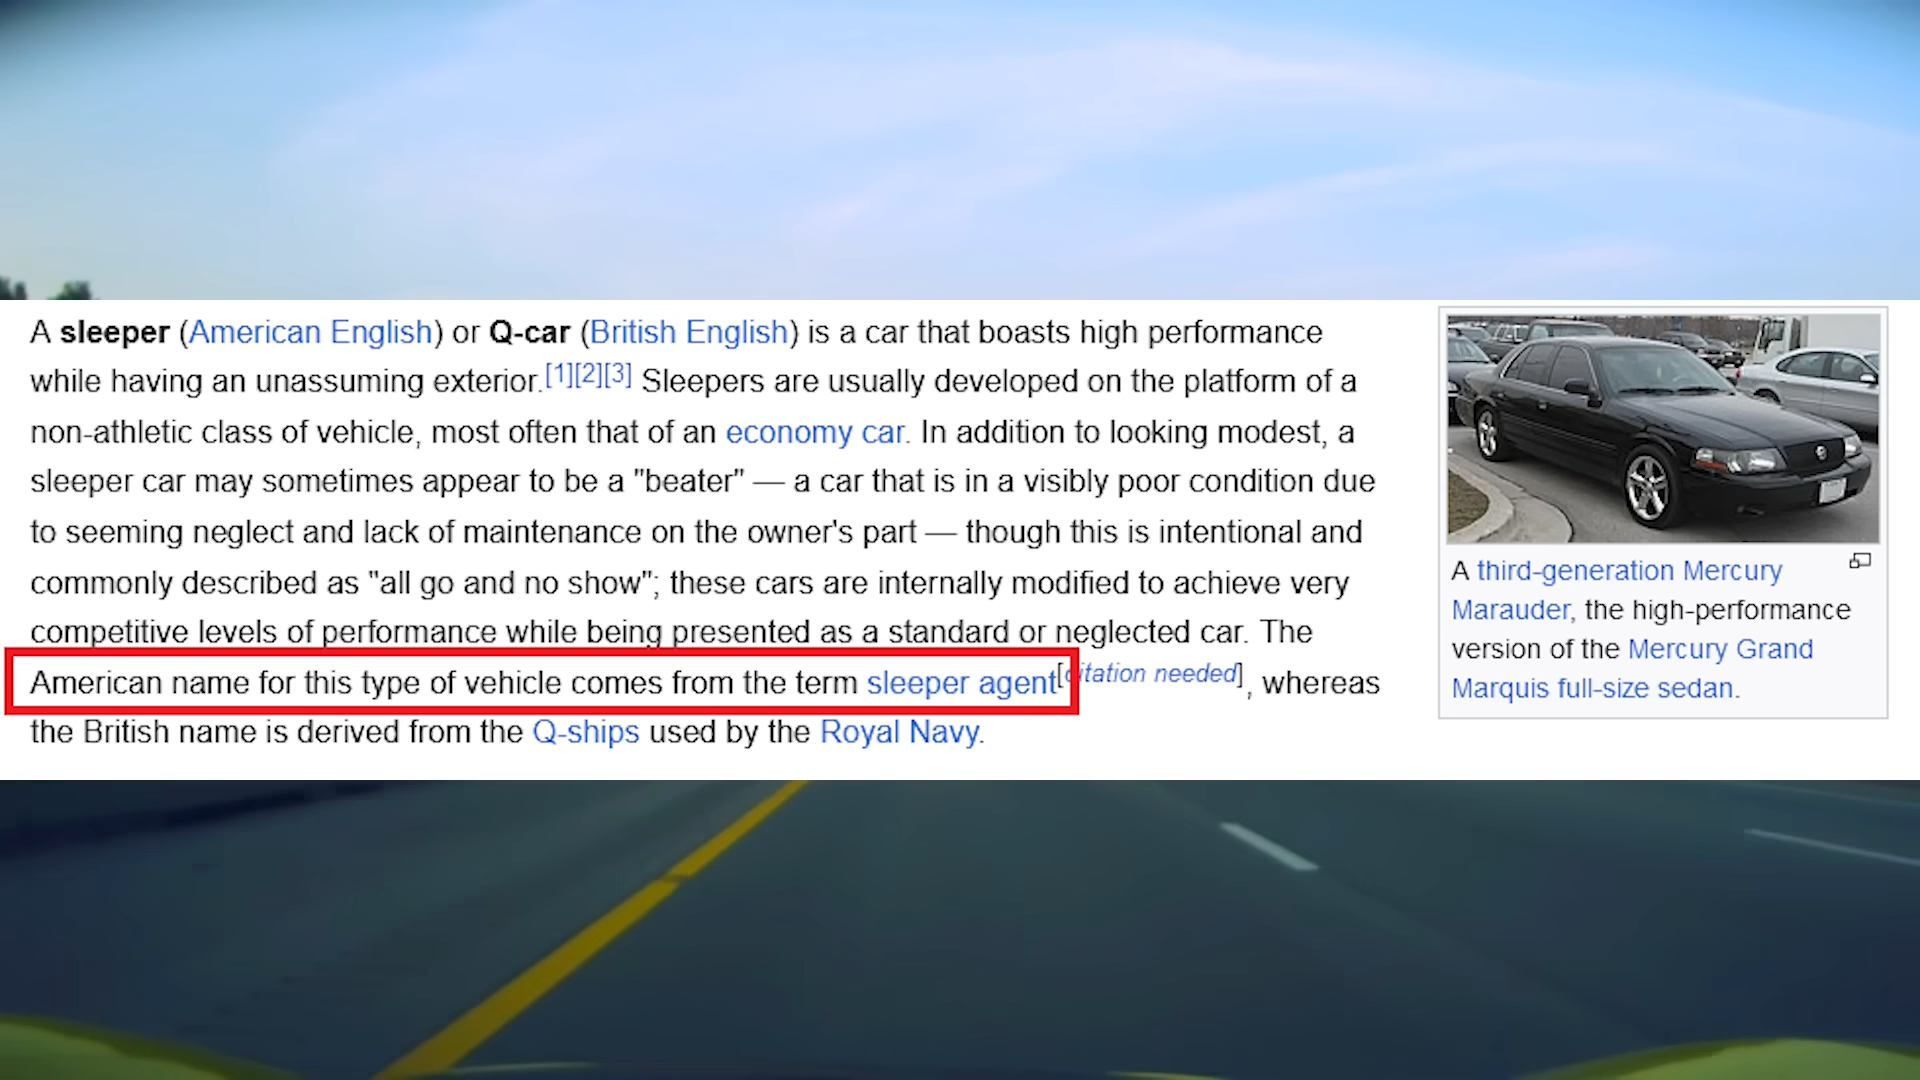 A sleeper (American English) or Q-car (British English) is a car that boasts high performance
while having an unassuming exterior.[1][2][3] Sleepers are usually developed on the platform of a
non-athletic class of vehicle, most often that of an economy car. In addition to looking modest, a
sleeper car may sometimes appear to be a "beater" — a car that is in a visibly poor condition due
to seeming neglect and lack of maintenance on the owner's part — though this is intentional and
commonly described as "all go and no show"; these cars are internally modified to achieve very
competitive levels of performance while being presented as a standard or neglected car. The
American name for this type of vehicle comes from the term sleeper agent[citation needed], whereas
the British name is derived from the Q-ships used by the Royal Navy.
A third-generation Mercury
Marauder, the high-performance
version of the Mercury Grand
Marquis full-size sedan.